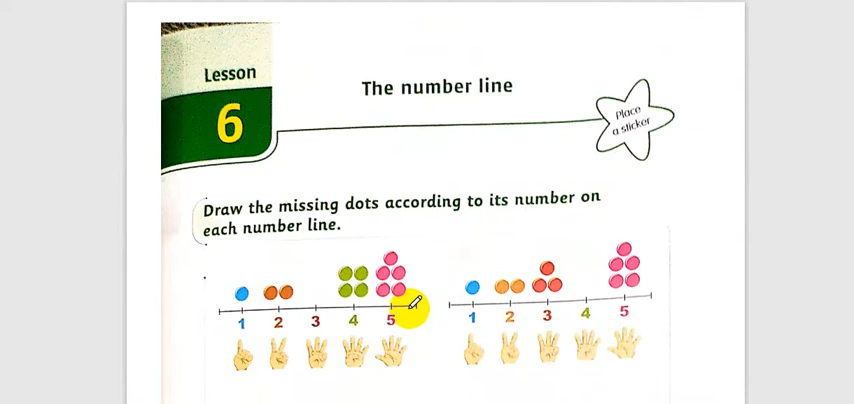 Lesson
6
The number line
Place
a sticker
Draw the missing dots according to its number on
each number line.
1 2 3 4 5
1 2 3 4 5